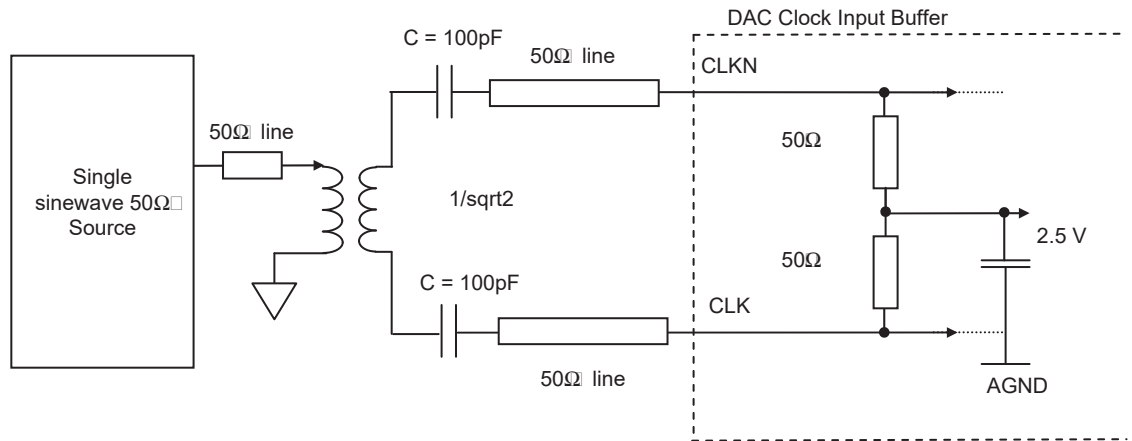 DAC Clock Input Buffer
C = 100pF
50Ω line
CLKN
50Ω line
50Ω
Single
sinewave 50Ω
Source
1/sqrt2
2.5 V
50Ω
C = 100pF
CLK
50Ω line
AGND